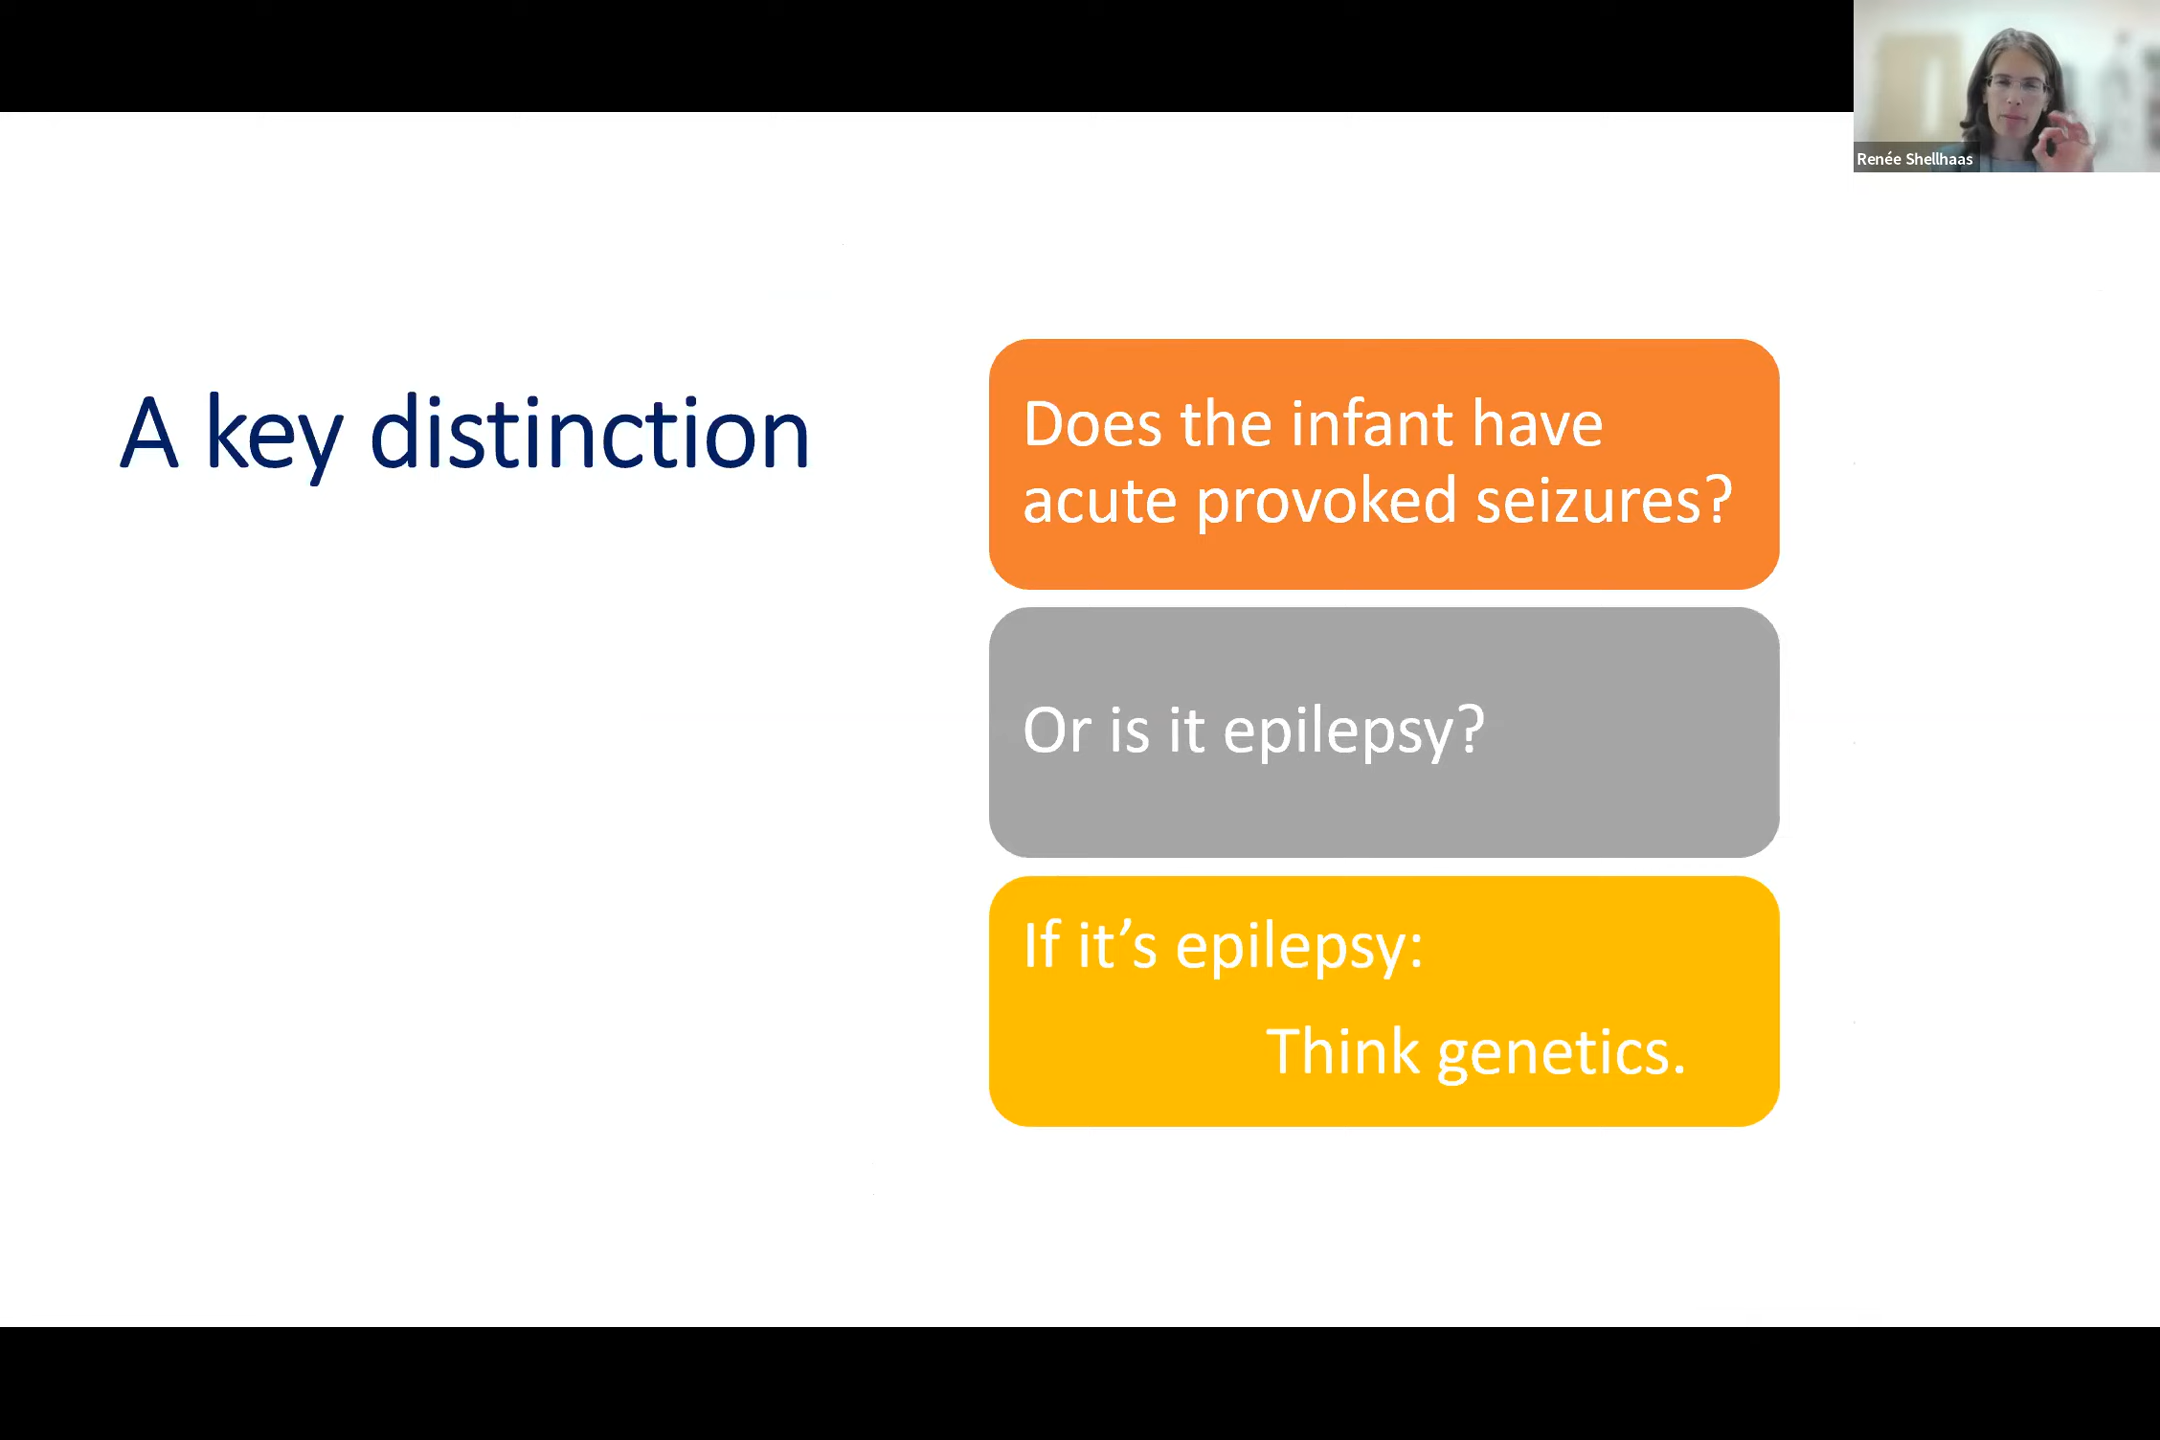 Renée Shellhaas
A key distinction
Does the infant have
acute provoked seizures?
Or is it epilepsy?
If it’s epilepsy:
Think genetics.